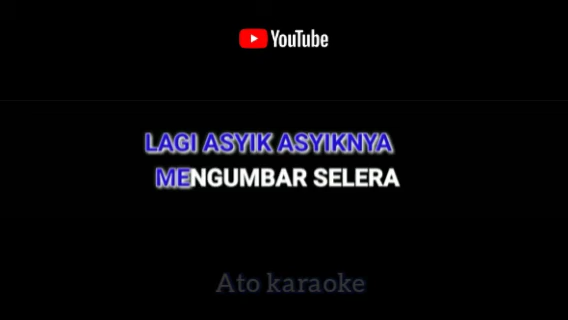 YouTube
LAGI ASYIK ASYIKNYA
MENGUMBAR SELERA
Ato karaoke